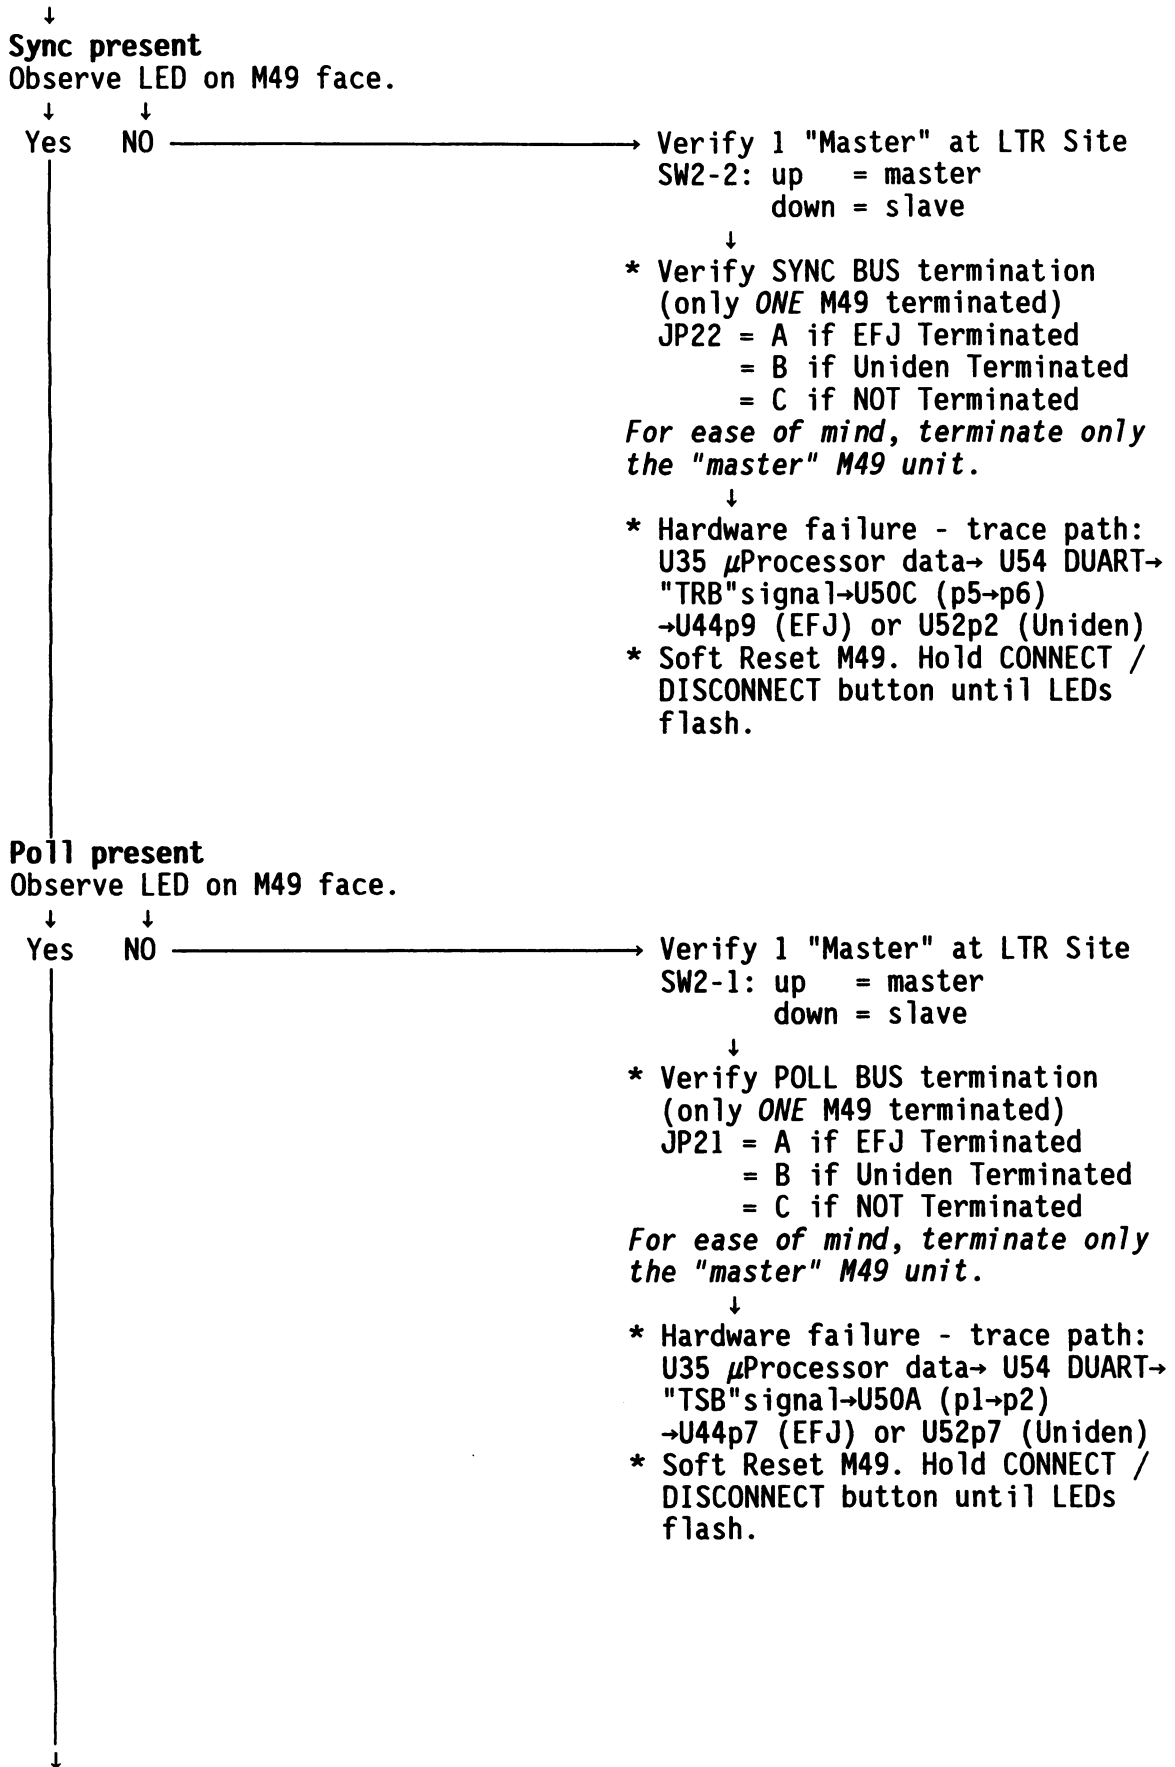 ↓
Sync present
Observe LED on M49 face.
↓ ↓
Yes NO → Verify 1 "Master" at LTR Site
SW2-2: up = master
down = slave
↓
* Verify SYNC BUS termination
(only ONE M49 terminated)
JP22 = A if EFJ Terminated
= B if Uniden Terminated
= C if NOT Terminated
For ease of mind, terminate only
the "master" M49 unit.
↓
* Hardware failure - trace path:
U35 µProcessor data→ U54 DUART→
"TRB"signal→U50C (p5→p6)
→U44p9 (EFJ) or U52p2 (Uniden)
* Soft Reset M49. Hold CONNECT /
DISCONNECT button until LEDs
flash.
Poll present
Observe LED on M49 face.
↓ ↓
Yes NO → Verify 1 "Master" at LTR Site
SW2-1: up = master
down = slave
↓
* Verify POLL BUS termination
(only ONE M49 terminated)
JP21 = A if EFJ Terminated
= B if Uniden Terminated
= C if NOT Terminated
For ease of mind, terminate only
the "master" M49 unit.
↓
* Hardware failure - trace path:
U35 µProcessor data→ U54 DUART→
"TSB"signal→U50A (p1→p2)
→U44p7 (EFJ) or U52p7 (Uniden)
* Soft Reset M49. Hold CONNECT /
DISCONNECT button until LEDs
flash.
↓